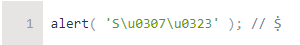 1 alert( 'S\u0307\u0323' ); // Ṩ